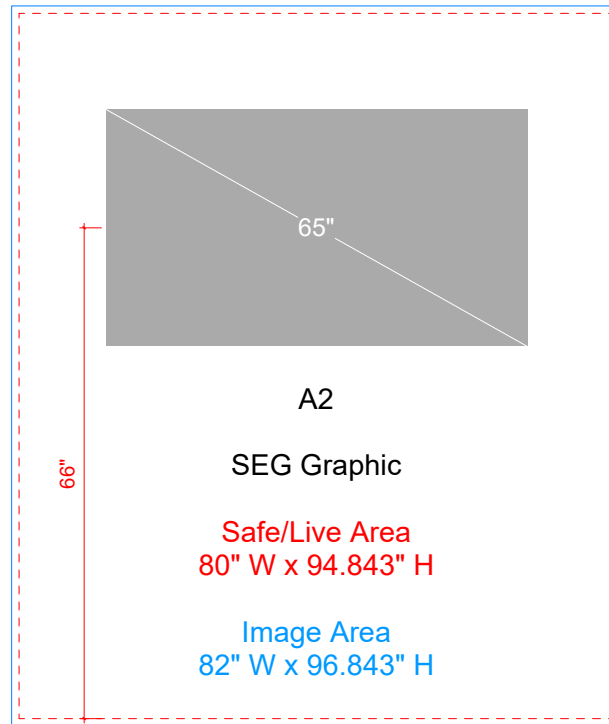 65"
66"
A2
SEG Graphic
Safe/Live Area
80" W x 94.843" H
Image Area
82" W x 96.843" H